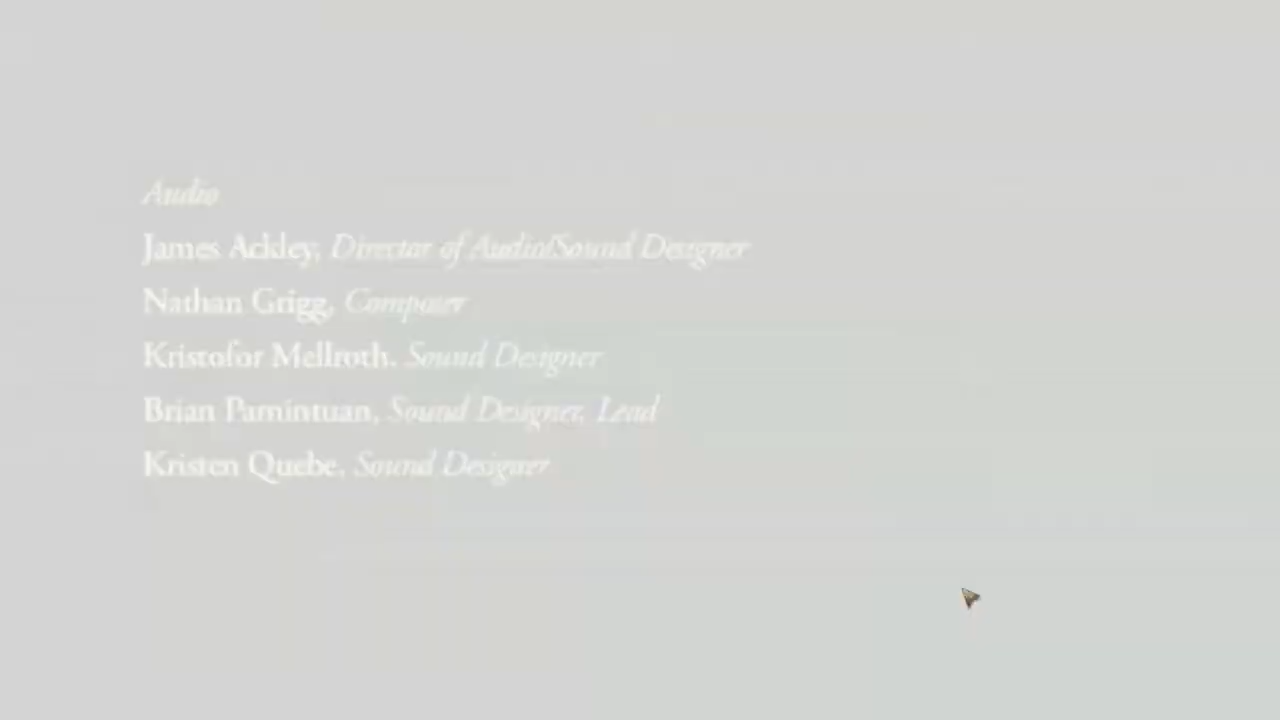 Audio
James Ackley, Director of Audio/Sound Designer
Nathan Grigg, Composer
Kristofor Mellroth, Sound Designer
Brian Pamintuan, Sound Designer, Lead
Kristen Quebe, Sound Designer